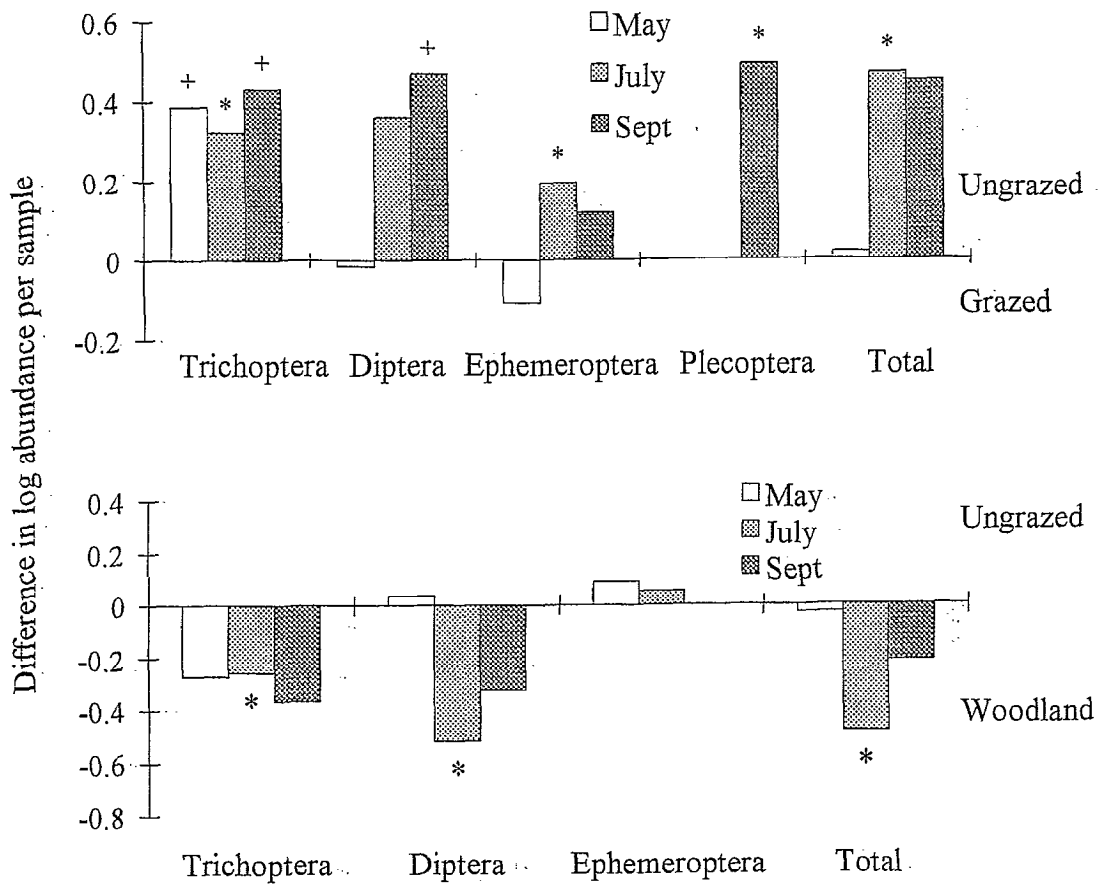 Difference in log abundance per sample
0.6
0.4
0.2
0
-0.2
May
July
Sept
+
*
+
+
*
*
*
Ungrazed
Grazed
Trichoptera Diptera Ephemeroptera Plecoptera Total
0.4
0.2
0
-0.2
-0.4
-0.6
-0.8
May
July
Sept
Ungrazed
Woodland
*
*
*
Trichoptera Diptera Ephemeroptera Total